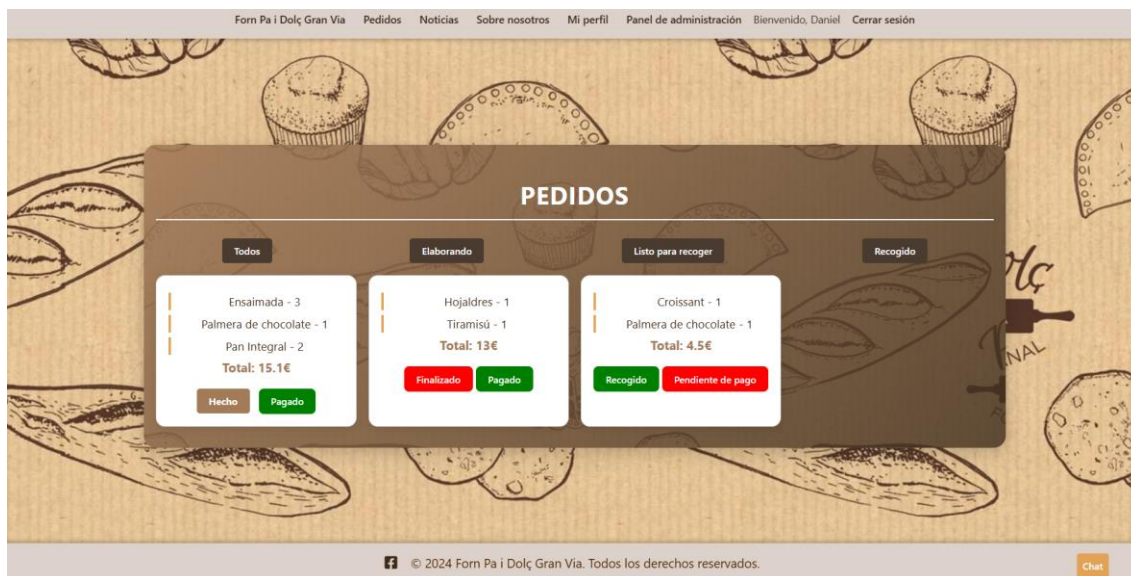 Forn Pa i Dolç Gran Via Pedidos Noticias Sobre nosotros Mi perfil Panel de administración Bienvenido, Daniel Cerrar sesión
PEDIDOS
Todos Elaborando Listo para recoger Recogido
Ensaimada - 3
Palmera de chocolate - 1
Pan Integral - 2
Total: 15.1€
Hecho Pagado
Hojaldres - 1
Tiramisú - 1
Total: 13€
Finalizado Pagado
Croissant - 1
Palmera de chocolate - 1
Total: 4.5€
Recogido Pendiente de pago
© 2024 Forn Pa i Dolç Gran Via. Todos los derechos reservados.
Chat